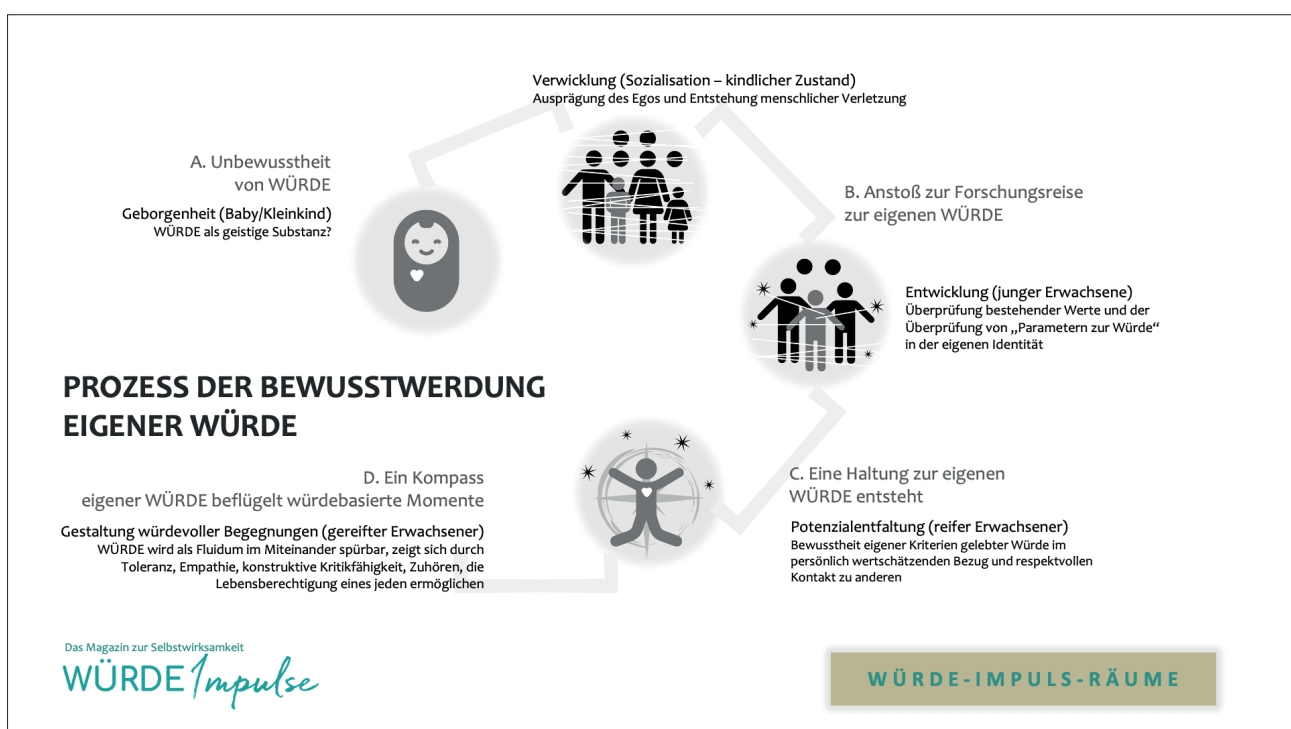 Verwicklung (Sozialisation – kindlicher Zustand)
Ausprägung des Egos und Entstehung menschlicher Verletzung
A. Unbewusstheit
von WÜRDE
Geborgenheit (Baby/Kleinkind)
WÜRDE als geistige Substanz?
B. Anstoß zur Forschungsreise
zur eigenen WÜRDE
Entwicklung (junger Erwachsene)
Überprüfung bestehender Werte und der
Überprüfung von „Parametern zur Würde“
in der eigenen Identität
PROZESS DER BEWUSSTWERDUNG
EIGENER WÜRDE
C. Eine Haltung zur eigenen
WÜRDE entsteht
Potenzialentfaltung (reifer Erwachsener)
Bewusstheit eigener Kriterien gelebter Würde im
persönlich wertschätzenden Bezug und respektvollen
Kontakt zu anderen
D. Ein Kompass
eigener WÜRDE beflügelt würdebasierte Momente
Gestaltung würdevoller Begegnungen (gereifter Erwachsener)
WÜRDE wird als Fluidum im Miteinander spürbar, zeigt sich durch
Toleranz, Empathie, konstruktive Kritikfähigkeit, Zuhören, die
Lebensberechtigung eines jeden ermöglichen
Das Magazin zur Selbstwirksamkeit
WÜRDE Impulse
WÜRDE-IMPULS-RÄUME